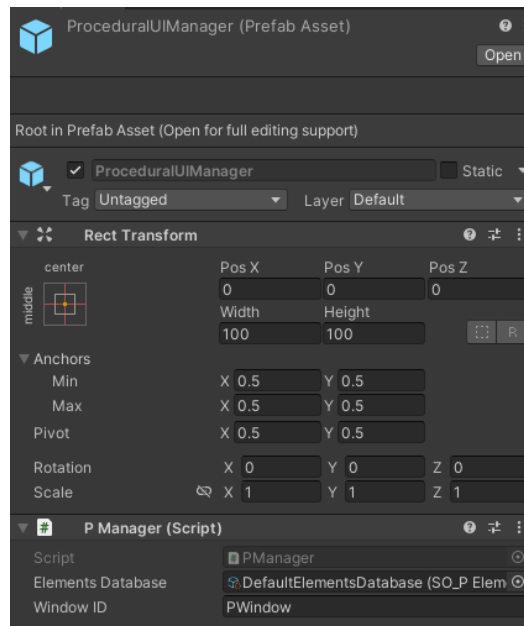 ProceduralUIManager (Prefab Asset)
Open
Root in Prefab Asset (Open for full editing support)
ProceduralUIManager Static
Tag Untagged Layer Default
Rect Transform
center Pos X Pos Y Pos Z
middle 0 0 0
Width Height
100 100 R
Anchors
Min X 0.5 Y 0.5
Max X 0.5 Y 0.5
Pivot X 0.5 Y 0.5
Rotation X 0 Y 0 Z 0
Scale X 1 Y 1 Z 1
# P Manager (Script)
Script PManager
Elements Database DefaultElementsDatabase (SO_P Elem
Window ID PWindow